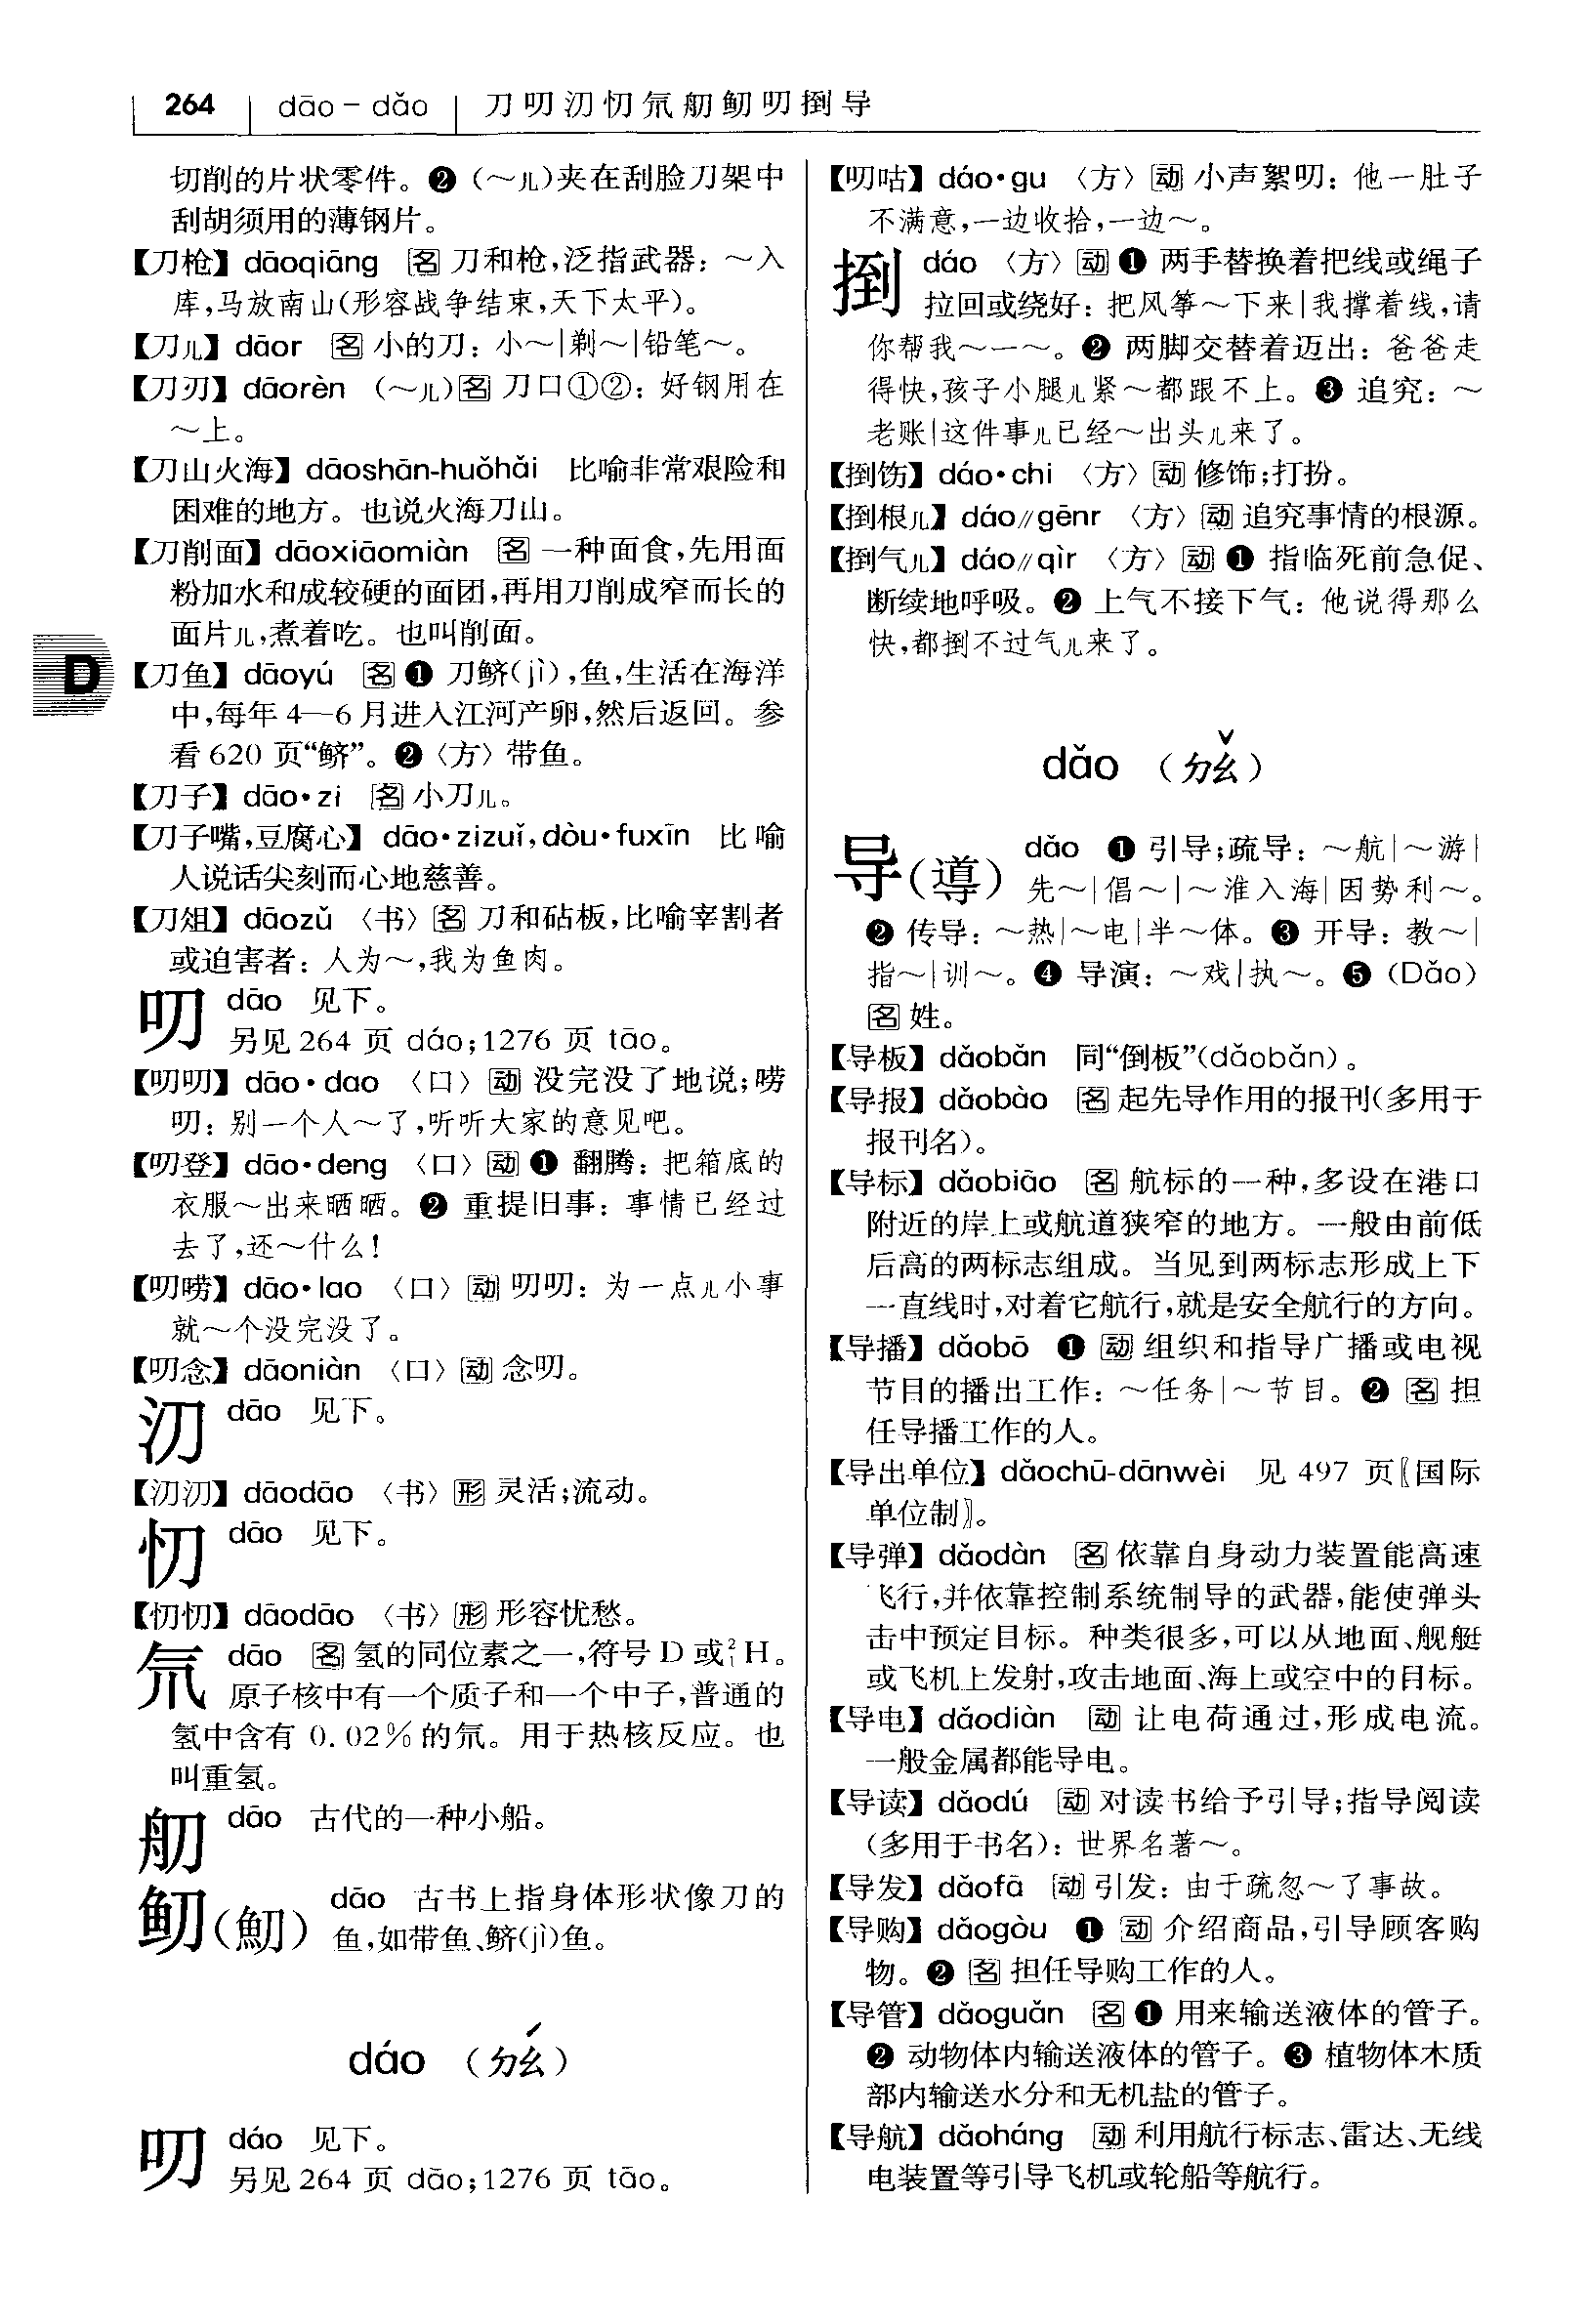 264 dāo – dǎo 刀叨汈忉氘舠鱽叨捯导
切削的片状零件。❷（～儿）夹在刮脸刀架中
刮胡须用的薄钢片。
【刀枪】dāoqiāng 名 刀和枪,泛指武器：～入
库,马放南山(形容战争结束,天下太平)。
【刀儿】dāor 名 小的刀：小～|剃～|铅笔～。
【刀刃】dāorèn （～儿）名 刀口①②：好钢用在
～上。
【刀山火海】dāoshān-huǒhǎi 比喻非常艰险和
困难的地方。也说火海刀山。
【刀削面】dāoxiāomiàn 名 一种面食,先用面
粉加水和成较硬的面团,再用刀削成窄而长的
面片儿,煮着吃。也叫削面。
D
【刀鱼】dāoyú 名 ❶ 刀鲚(jì),鱼,生活在海洋
中,每年 4—6 月进入江河产卵,然后返回。参
看 620 页“鲚”。❷〈方〉带鱼。
【刀子】dāo•zi 名 小刀儿。
【刀子嘴,豆腐心】dāo•zizuǐ,dòu•fuxīn 比喻
人说话尖刻而心地慈善。
【刀俎】dāozǔ 〈书〉名 刀和砧板,比喻宰割者
或迫害者：人为～,我为鱼肉。
叨 dāo 见下。
另见 264 页 dáo;1276 页 tāo。
【叨叨】dāo•dao 〈口〉动 没完没了地说;唠
叨：别一个人～了,听听大家的意见吧。
【叨登】dāo•deng 〈口〉动 ❶ 翻腾：把箱底的
衣服～出来晒晒。❷ 重提旧事：事情已经过
去了,还～什么!
【叨唠】dāo•lao 〈口〉动 叨叨：为一点儿小事
就～个没完没了。
【叨念】dāoniàn 〈口〉动 念叨。
汈 dāo 见下。
【汈汈】dāodāo 〈书〉形 灵活;流动。
忉 dāo 见下。
【忉忉】dāodāo 〈书〉形 形容忧愁。
氘 dāo 名 氢的同位素之一,符号 D 或²₁H。
原子核中有一个质子和一个中子,普通的
氢中含有 0.02%的氘。用于热核反应。也
叫重氢。
舠 dāo 古代的一种小船。
鱽(魛) dāo 古书上指身体形状像刀的
鱼,如带鱼、鲚(jì)鱼。
dáo （ㄉㄠˊ）
叨 dáo 见下。
另见 264 页 dāo;1276 页 tāo。
【叨咕】dáo•gu 〈方〉动 小声絮叨：他一肚子
不满意,一边收拾,一边～。
捯 dáo 〈方〉动 ❶ 两手替换着把线或绳子
拉回或绕好：把风筝～下来|我撑着线,请
你帮我～一～。❷ 两脚交替着迈出：爸爸走
得快,孩子小腿儿紧～都跟不上。❸ 追究：～
老账|这件事儿已经～出头儿来了。
【捯饬】dáo•chi 〈方〉动 修饰;打扮。
【捯根儿】dáo∥gēnr 〈方〉动 追究事情的根源。
【捯气儿】dáo∥qìr 〈方〉动 ❶ 指临死前急促、
断续地呼吸。❷ 上气不接下气：他说得那么
快,都捯不过气儿来了。
dǎo （ㄉㄠˇ）
导(導) dǎo ❶ 引导;疏导：～航|～游|
先～|倡～|～淮入海|因势利～。
❷ 传导：～热|～电|半～体。❸ 开导：教～|
指～|训～。❹ 导演：～戏|执～。❺（Dǎo）
名 姓。
【导板】dǎobǎn 同“倒板”(dǎobǎn)。
【导报】dǎobào 名 起先导作用的报刊(多用于
报刊名)。
【导标】dǎobiāo 名 航标的一种,多设在港口
附近的岸上或航道狭窄的地方。一般由前低
后高的两标志组成。当见到两标志形成上下
一直线时,对着它航行,就是安全航行的方向。
【导播】dǎobō ❶ 动 组织和指导广播或电视
节目的播出工作：～任务|～节目。❷ 名 担
任导播工作的人。
【导出单位】dǎochū-dānwèi 见 497 页〖国际
单位制〗。
【导弹】dǎodàn 名 依靠自身动力装置能高速
飞行,并依靠控制系统制导的武器,能使弹头
击中预定目标。种类很多,可以从地面、舰艇
或飞机上发射,攻击地面、海上或空中的目标。
【导电】dǎodiàn 动 让电荷通过,形成电流。
一般金属都能导电。
【导读】dǎodú 动 对读书给予引导;指导阅读
(多用于书名)：世界名著～。
【导发】dǎofā 动 引发：由于疏忽～了事故。
【导购】dǎogòu ❶ 动 介绍商品,引导顾客购
物。❷ 名 担任导购工作的人。
【导管】dǎoguǎn 名 ❶ 用来输送液体的管子。
❷ 动物体内输送液体的管子。❸ 植物体木质
部内输送水分和无机盐的管子。
【导航】dǎoháng 动 利用航行标志、雷达、无线
电装置等引导飞机或轮船等航行。